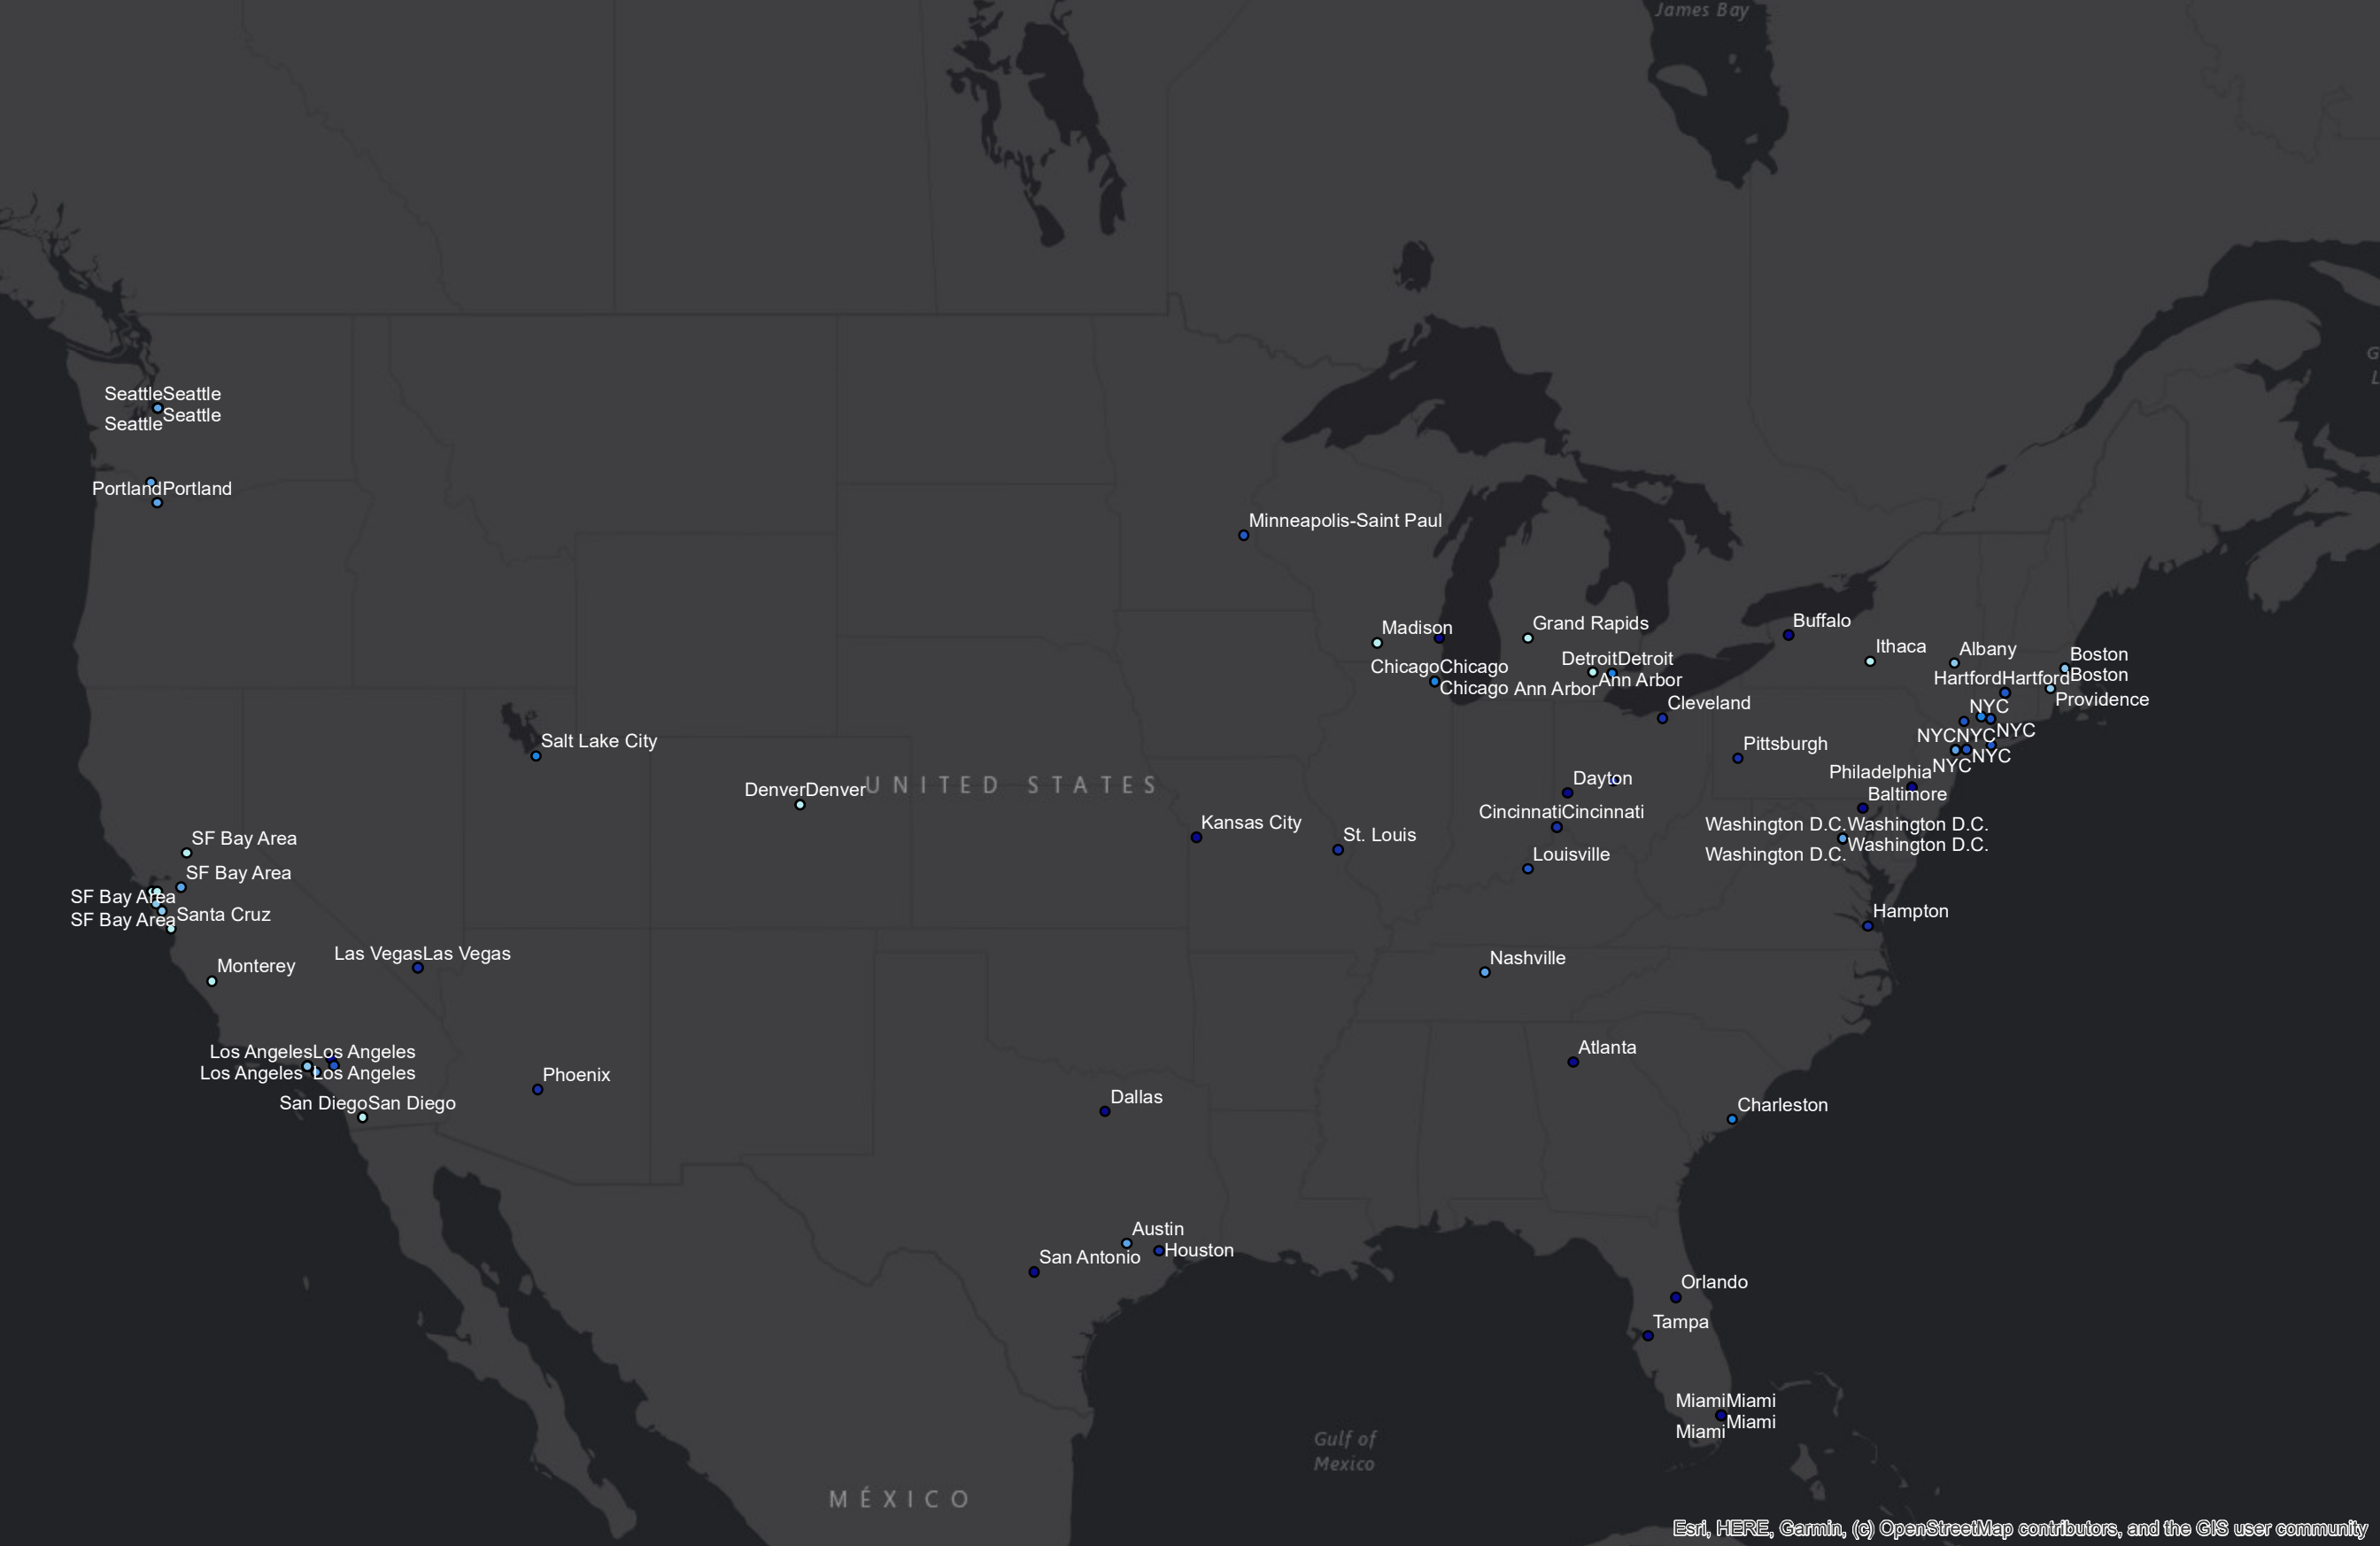 James Bay
G
L
SeattleSeattle
Seattle
Seattle
PortlandPortland
Minneapolis-Saint Paul
Madison
Grand Rapids
Buffalo
Ithaca
Albany
Boston
Boston
ChicagoChicago
Chicago
DetroitDetroit
Ann Arbor
Ann Arbor
HartfordHartford
Providence
Cleveland
NYC
NYC
NYCNYC
NYC
NYC
Salt Lake City
Pittsburgh
DenverDenver
UNITED STATES
Dayton
Philadelphia
Baltimore
Kansas City
St. Louis
CincinnatiCincinnati
Washington D.C.Washington D.C.
Washington D.C.
Washington D.C.
SF Bay Area
SF Bay Area
SF Bay Area
SF Bay Area
Santa Cruz
Louisville
Hampton
Monterey
Las VegasLas Vegas
Nashville
Los AngelesLos Angeles
Los Angeles
Los Angeles
San DiegoSan Diego
Phoenix
Dallas
Atlanta
Charleston
Austin
Houston
San Antonio
Orlando
Tampa
MiamiMiami
Miami
Miami
Gulf of
Mexico
MÉXICO
Esri, HERE, Garmin, (c) OpenStreetMap contributors, and the GIS user community